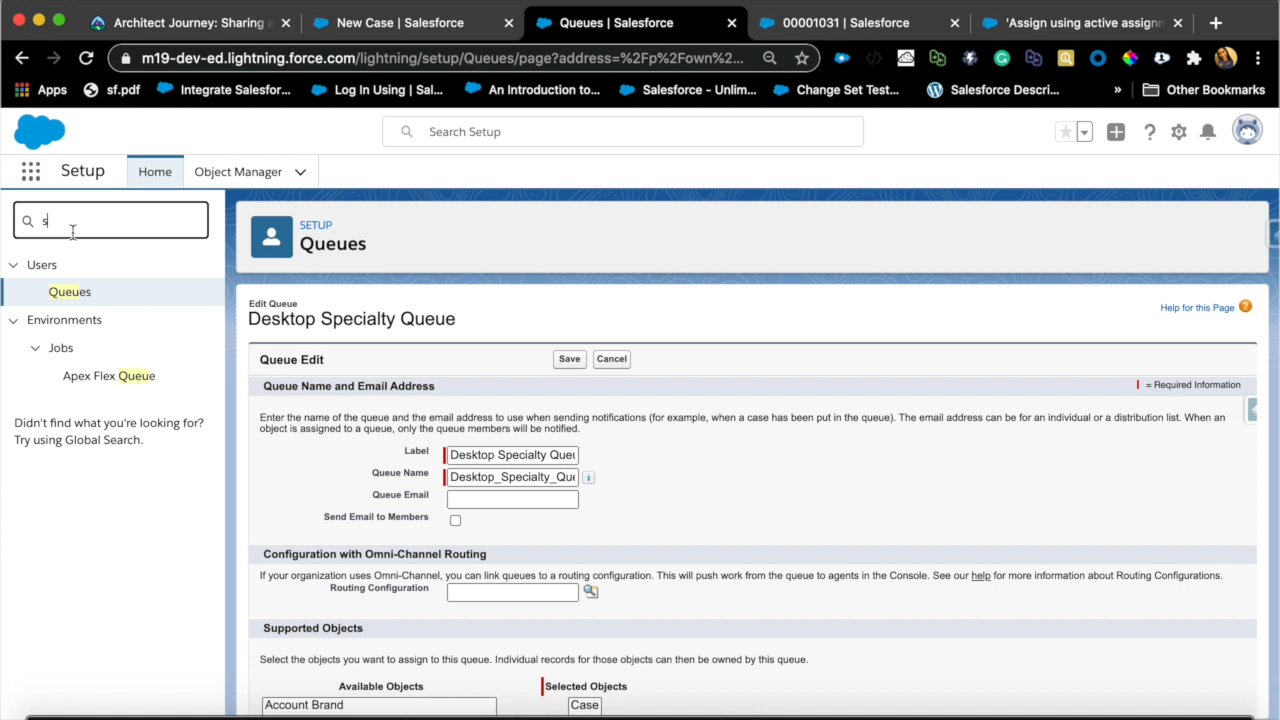 Architect Journey: Sharing a
New Case | Salesforce
Queues | Salesforce
00001031 | Salesforce
'Assign using active assignm
m19-dev-ed.lightning.force.com/lightning/setup/Queues/page?address=%2Fp%2Fown%2...
Apps
sf.pdf
Integrate Salesfor...
Log In Using | Sal...
An Introduction to...
Salesforce – Unlim...
Change Set Test...
Salesforce Descri...
»
Other Bookmarks
Search Setup
Setup
Home
Object Manager
s
Users
Queues
Environments
Jobs
Apex Flex Queue
Didn't find what you're looking for?
Try using Global Search.
SETUP
Queues
Edit Queue
Desktop Specialty Queue
Help for this Page
Queue Edit
Save
Cancel
Queue Name and Email Address
= Required Information
Enter the name of the queue and the email address to use when sending notifications (for example, when a case has been put in the queue). The email address can be for an individual or a distribution list. When an
object is assigned to a queue, only the queue members will be notified.
Label
Desktop Specialty Queu
Queue Name
Desktop_Specialty_Que
Queue Email
Send Email to Members
Configuration with Omni-Channel Routing
If your organization uses Omni-Channel, you can link queues to a routing configuration. This will push work from the queue to agents in the Console. See our help for more information about Routing Configurations.
Routing Configuration
Supported Objects
Select the objects you want to assign to this queue. Individual records for those objects can then be owned by this queue.
Available Objects
Selected Objects
Account Brand
Case